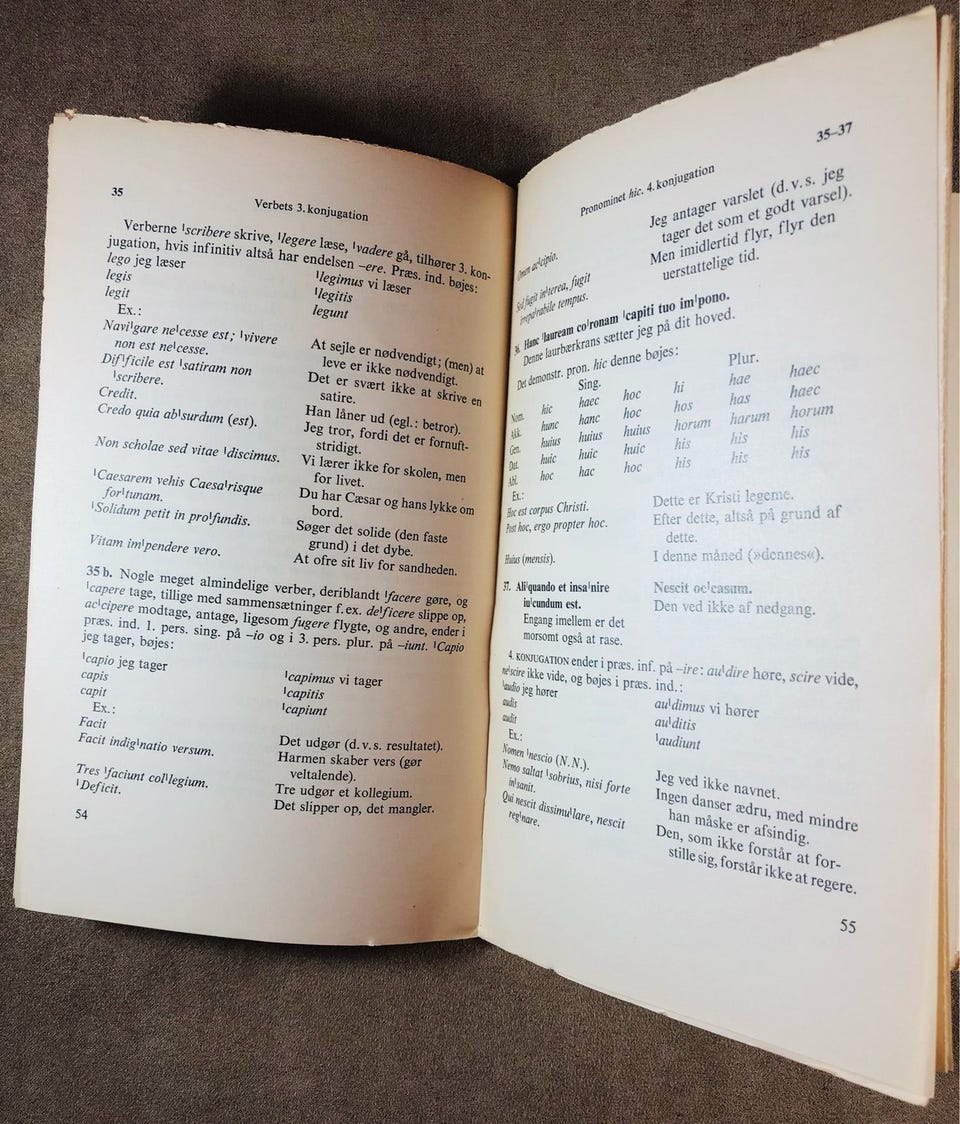 35
Verbets 3. konjugation
Verberne ˈscribere skrive, ˈlegere læse, ˈvadere gå, tilhører 3. kon-
jugation, hvis infinitiv altså har endelsen –ere. Præs. ind. bøjes:
lego jeg læser ˈlegimus vi læser
legis ˈlegitis
legit legunt
Ex.:
Naviˈgare neˈcesse est; ˈvivere At sejle er nødvendigt; (men) at
non est neˈcesse. leve er ikke nødvendigt.
Difˈficile est ˈsatiram non Det er svært ikke at skrive en
ˈscribere. satire.
Credit. Han låner ud (egl.: betror).
Credo quia abˈsurdum (est). Jeg tror, fordi det er fornuft-
stridigt.
Non scholae sed vitae ˈdiscimus. Vi lærer ikke for skolen, men
for livet.
ˈCaesarem vehis Caesaˈrisque Du har Cæsar og hans lykke om
forˈtunam. bord.
ˈSolidum petit in proˈfundis. Søger det solide (den faste
grund) i det dybe.
Vitam imˈpendere vero. At ofre sit liv for sandheden.
35 b. Nogle meget almindelige verber, deriblandt ˈfacere gøre, og
ˈcapere tage, tillige med sammensætninger f.ex. deˈficere slippe op,
acˈcipere modtage, antage, ligesom fugere flygte, og andre, ender i
præs. ind. 1. pers. sing. på –io og i 3. pers. plur. på –iunt. ˈCapio
jeg tager, bøjes:
ˈcapio jeg tager ˈcapimus vi tager
capis ˈcapitis
capit ˈcapiunt
Ex.:
Facit Det udgør (d.v.s. resultatet).
Facit indigˈnatio versum. Harmen skaber vers (gør
veltalende).
Tres ˈfaciunt colˈlegium. Tre udgør et kollegium.
ˈDeficit. Det slipper op, det mangler.
54
35–37
Pronominet hic. 4. konjugation
Omen acˈcipio. Jeg antager varslet (d.v.s. jeg
tager det som et godt varsel).
Sed fugit inˈterea, fugit Men imidlertid flyr, flyr den
irrepaˈrabile tempus. uerstattelige tid.
36. Hanc ˈlauream coˈronam ˈcapiti tuo imˈpono.
Denne laurbærkrans sætter jeg på dit hoved.
Det demonstr. pron. hic denne bøjes:
Sing. Plur.
Nom. hic haec hoc hi hae haec
Akk. hunc hanc hoc hos has haec
Gen. huius huius huius horum harum horum
Dat. huic huic huic his his his
Abl. hoc hac hoc his his his
Ex.:
Hoc est corpus Christi. Dette er Kristi legeme.
Post hoc, ergo propter hoc. Efter dette, altså på grund af
dette.
Huius (mensis). I denne måned (»dennes«).
37. Aliˈquando et insaˈnire Nescit ocˈcasum.
iuˈcundum est. Den ved ikke af nedgang.
Engang imellem er det
morsomt også at rase.
4. KONJUGATION ender i præs. inf. på –ire: auˈdire høre, scire vide,
neˈscire ikke vide, og bøjes i præs. ind.:
ˈaudio jeg hører auˈdimus vi hører
audis auˈditis
audit ˈaudiunt
Ex.:
Nomen ˈnescio (N.N.). Jeg ved ikke navnet.
Nemo saltat ˈsobrius, nisi forte Ingen danser ædru, med mindre
inˈsanit. han måske er afsindig.
Qui nescit dissimuˈlare, nescit Den, som ikke forstår at for-
regˈnare. stille sig, forstår ikke at regere.
55